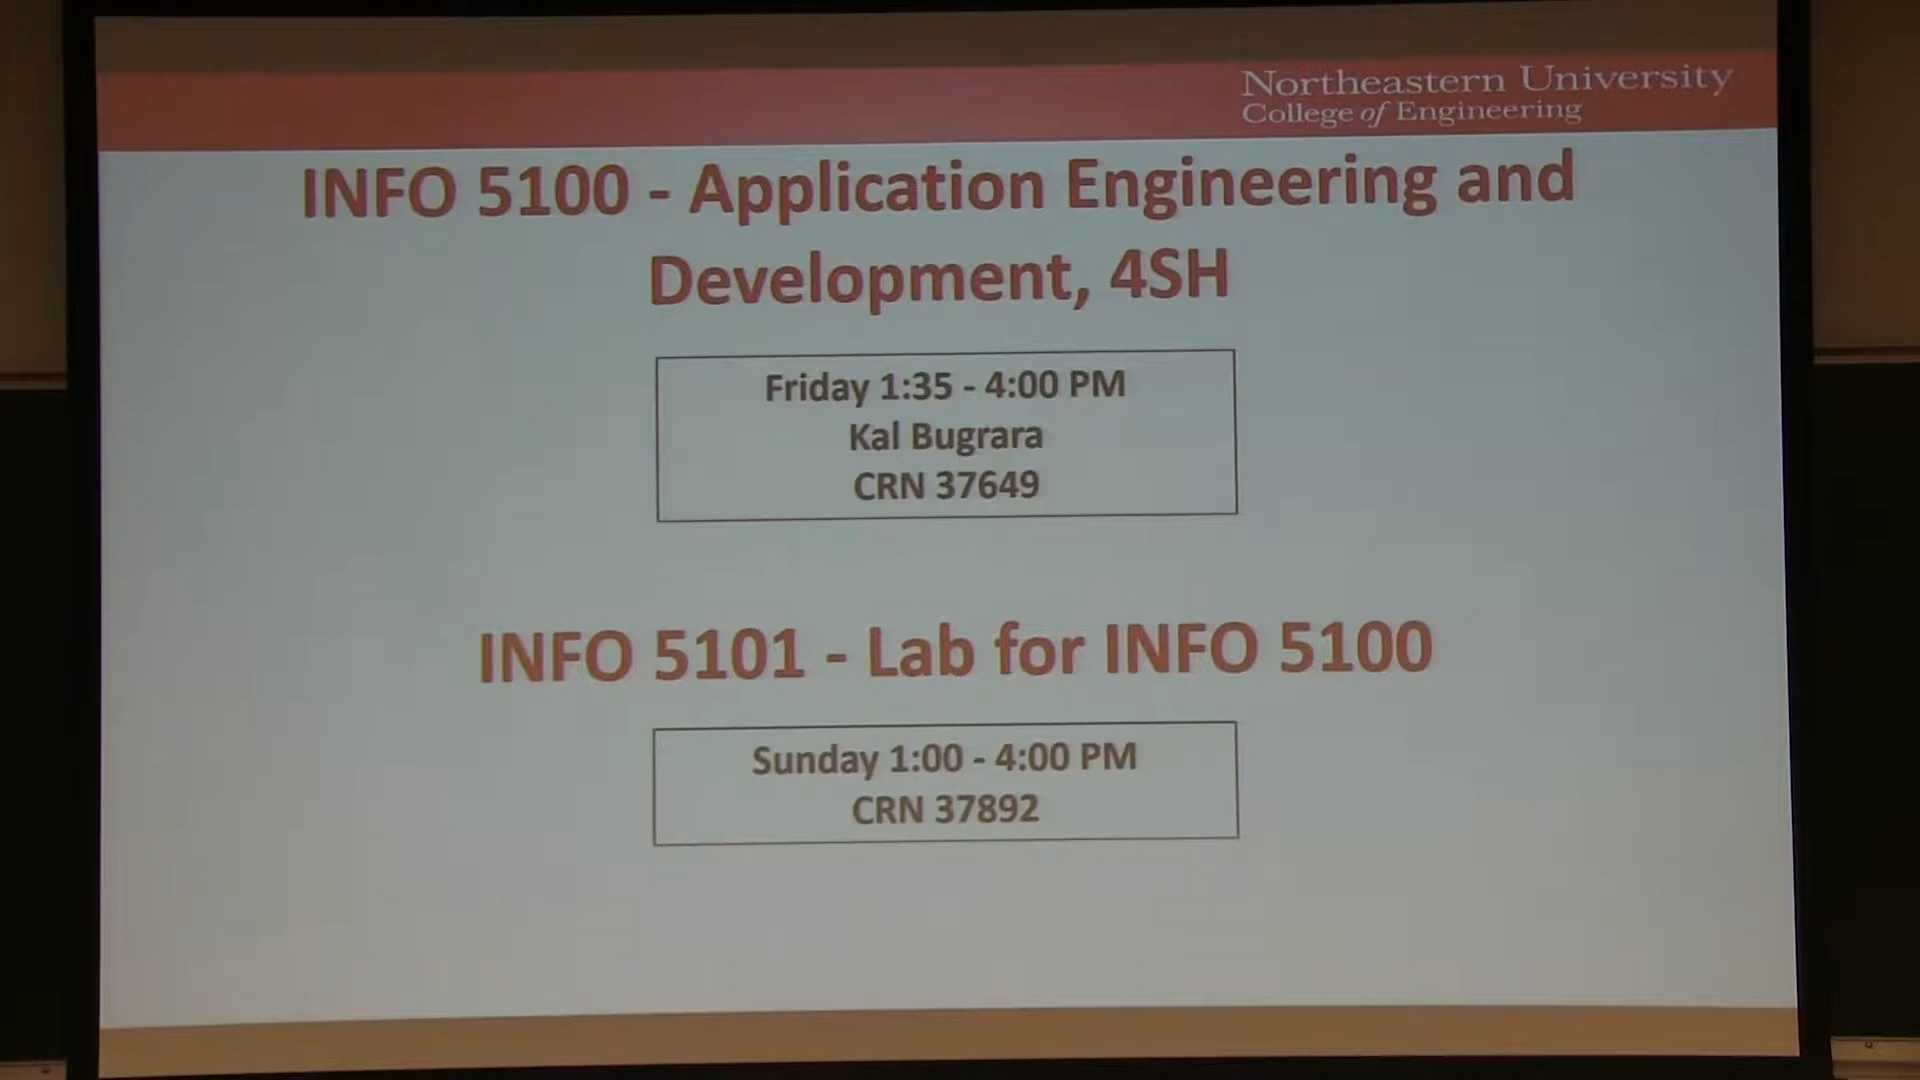 Northeastern University
College of Engineering
INFO 5100 - Application Engineering and
Development, 4SH
Friday 1:35 - 4:00 PM
Kal Bugrara
CRN 37649
INFO 5101 - Lab for INFO 5100
Sunday 1:00 - 4:00 PM
CRN 37892